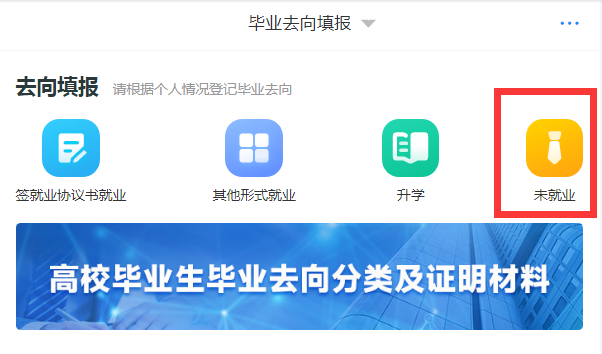 毕业去向填报
去向填报 请根据个人情况登记毕业去向
签就业协议书就业 其他形式就业 升学 未就业
高校毕业生毕业去向分类及证明材料